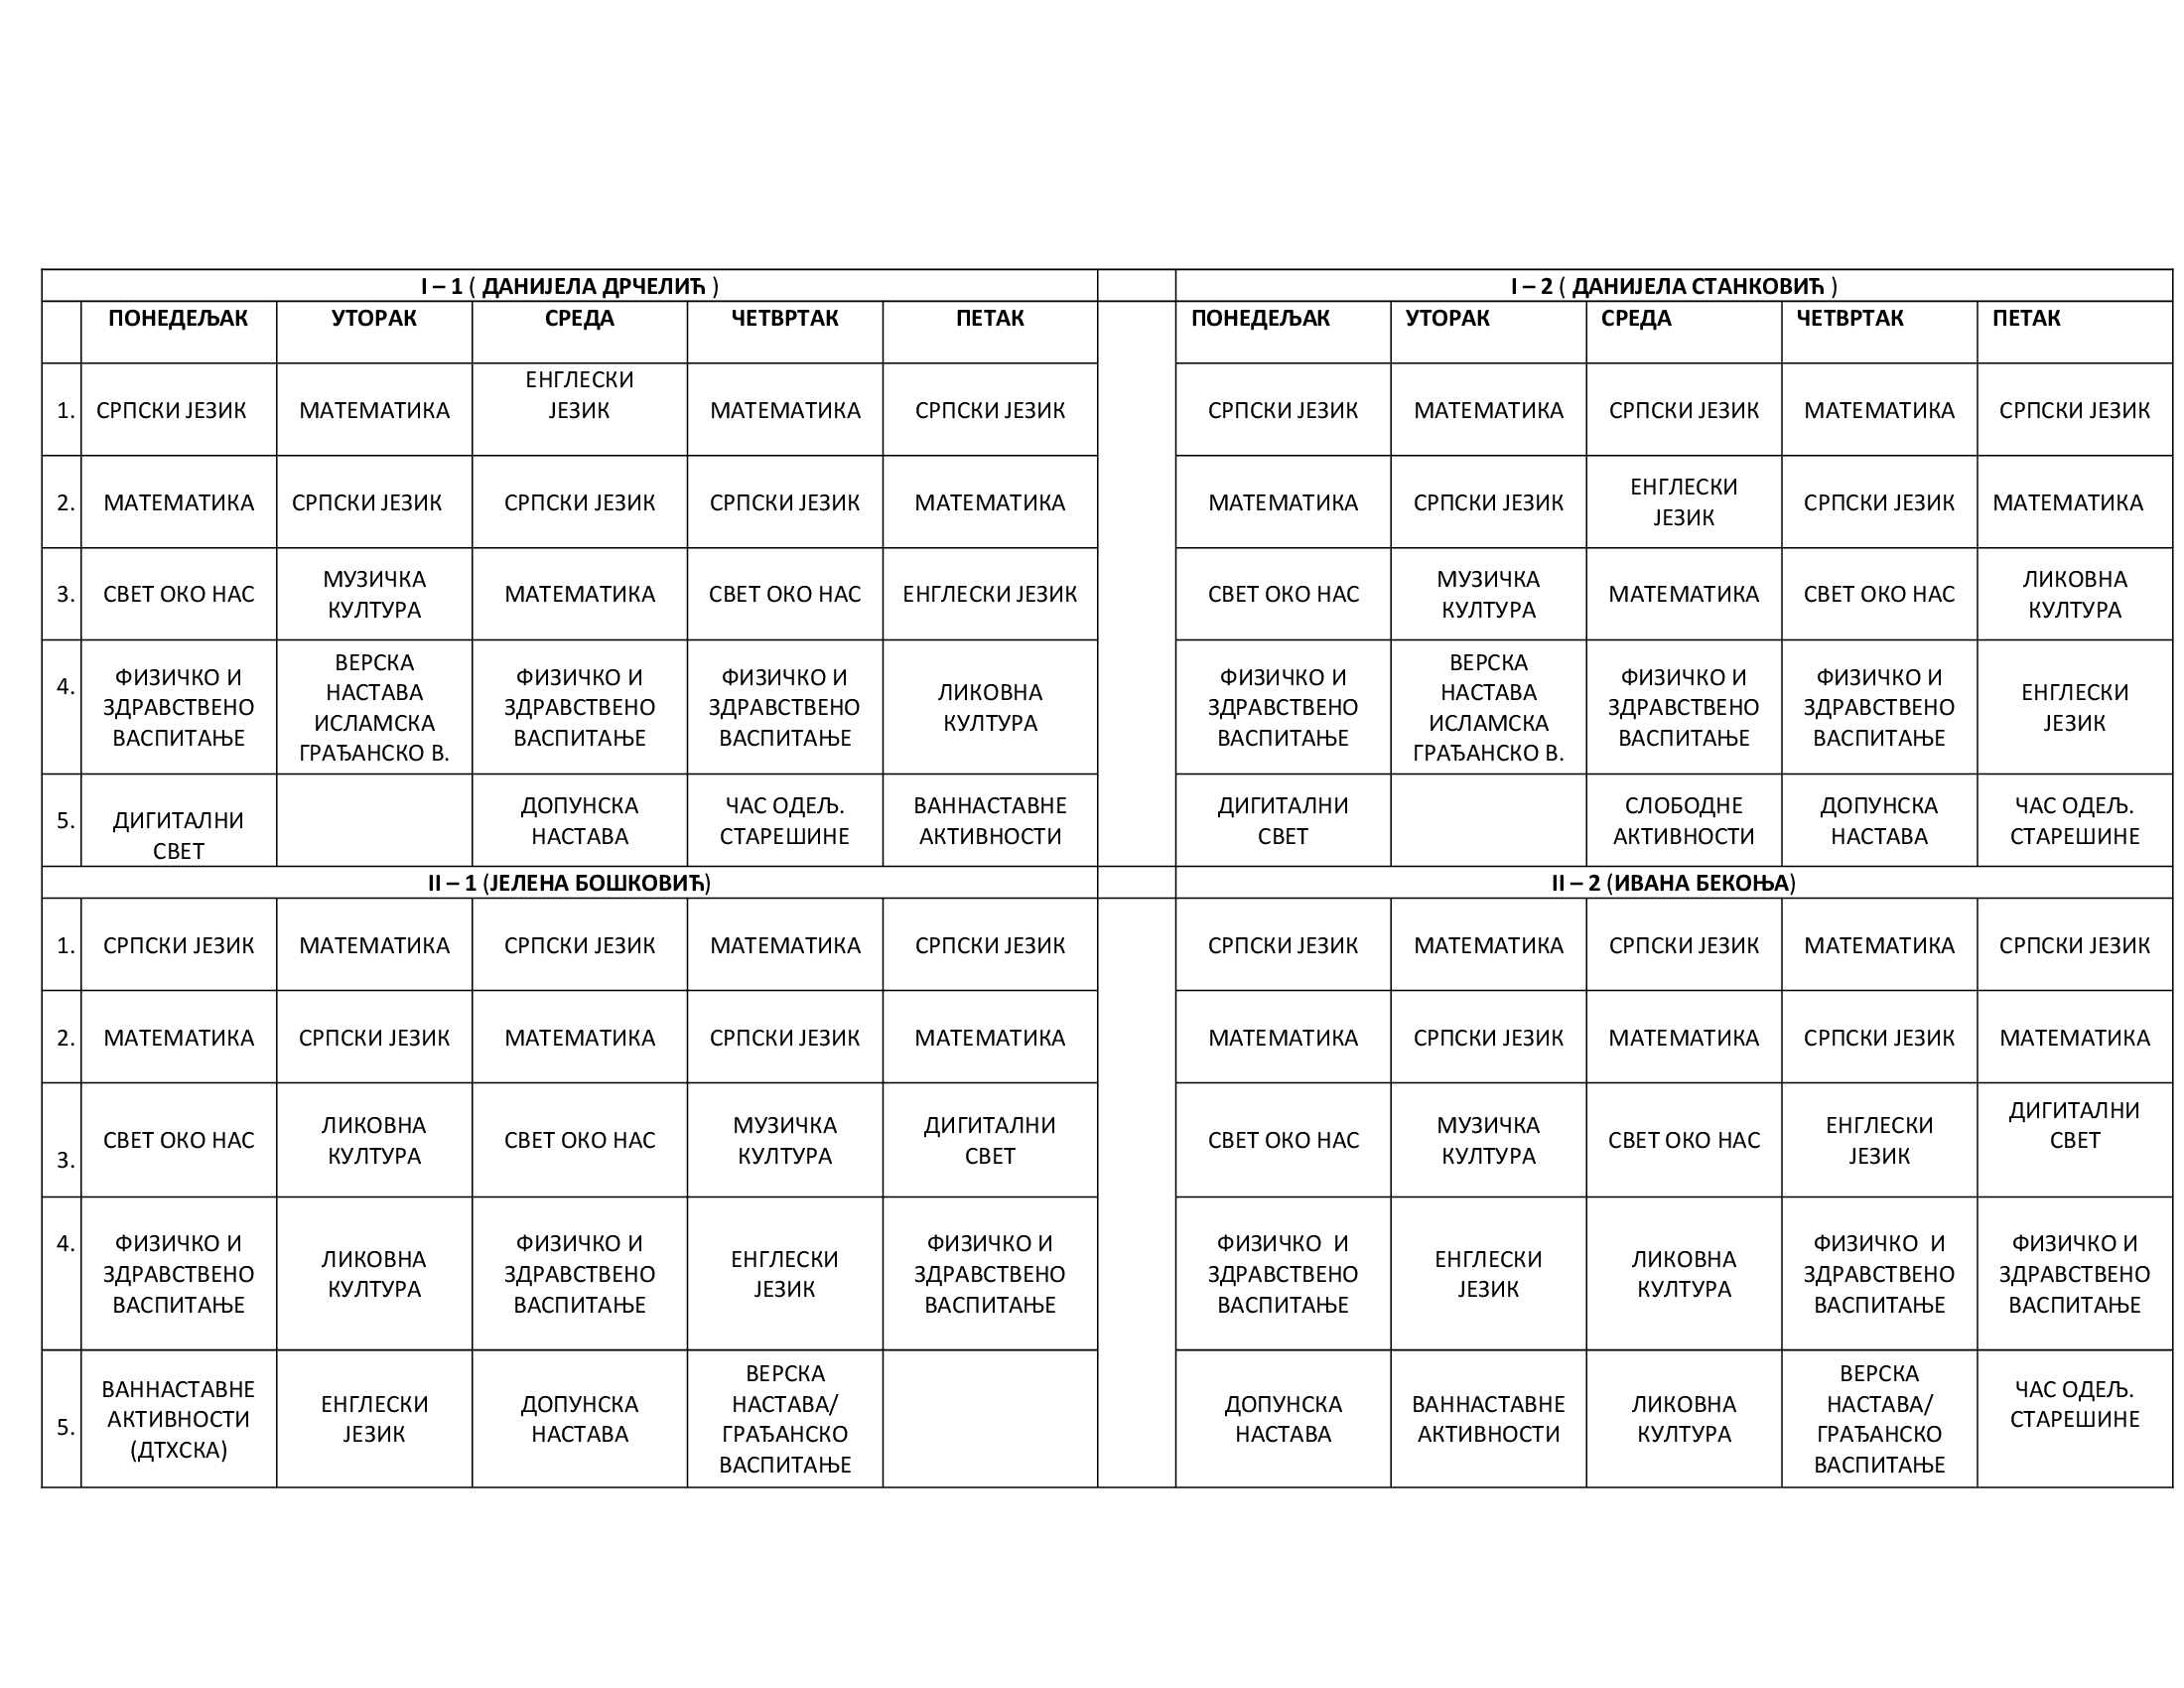 I – 1 ( ДАНИЈЕЛА ДРЧЕЛИЋ ) I – 2 ( ДАНИЈЕЛА СТАНКОВИЋ )
ПОНЕДЕЉАК УТОРАК СРЕДА ЧЕТВРТАК ПЕТАК ПОНЕДЕЉАК УТОРАК СРЕДА ЧЕТВРТАК ПЕТАК
ЕНГЛЕСКИ
1. СРПСКИ ЈЕЗИК МАТЕМАТИКА ЈЕЗИК МАТЕМАТИКА СРПСКИ ЈЕЗИК СРПСКИ ЈЕЗИК МАТЕМАТИКА СРПСКИ ЈЕЗИК МАТЕМАТИКА СРПСКИ ЈЕЗИК
2. МАТЕМАТИКА СРПСКИ ЈЕЗИК СРПСКИ ЈЕЗИК СРПСКИ ЈЕЗИК МАТЕМАТИКА МАТЕМАТИКА СРПСКИ ЈЕЗИК ЕНГЛЕСКИ СРПСКИ ЈЕЗИК МАТЕМАТИКА
ЈЕЗИК
МУЗИЧКА МУЗИЧКА ЛИКОВНА
3. СВЕТ ОКО НАС КУЛТУРА МАТЕМАТИКА СВЕТ ОКО НАС ЕНГЛЕСКИ ЈЕЗИК СВЕТ ОКО НАС КУЛТУРА МАТЕМАТИКА СВЕТ ОКО НАС КУЛТУРА
ВЕРСКА ВЕРСКА
4. ФИЗИЧКО И НАСТАВА ФИЗИЧКО И ФИЗИЧКО И ЛИКОВНА ФИЗИЧКО И НАСТАВА ФИЗИЧКО И ФИЗИЧКО И ЕНГЛЕСКИ
ЗДРАВСТВЕНО ИСЛАМСКА ЗДРАВСТВЕНО ЗДРАВСТВЕНО КУЛТУРА ЗДРАВСТВЕНО ИСЛАМСКА ЗДРАВСТВЕНО ЗДРАВСТВЕНО ЈЕЗИК
ВАСПИТАЊЕ ГРАЂАНСКО В. ВАСПИТАЊЕ ВАСПИТАЊЕ ВАСПИТАЊЕ ГРАЂАНСКО В. ВАСПИТАЊЕ ВАСПИТАЊЕ
ДОПУНСКА ЧАС ОДЕЉ. ВАННАСТАВНЕ ДИГИТАЛНИ СЛОБОДНЕ ДОПУНСКА ЧАС ОДЕЉ.
5. ДИГИТАЛНИ НАСТАВА СТАРЕШИНЕ АКТИВНОСТИ СВЕТ АКТИВНОСТИ НАСТАВА СТАРЕШИНЕ
СВЕТ
II – 1 (ЈЕЛЕНА БОШКОВИЋ) II – 2 (ИВАНА БЕКОЊА)
1. СРПСКИ ЈЕЗИК МАТЕМАТИКА СРПСКИ ЈЕЗИК МАТЕМАТИКА СРПСКИ ЈЕЗИК СРПСКИ ЈЕЗИК МАТЕМАТИКА СРПСКИ ЈЕЗИК МАТЕМАТИКА СРПСКИ ЈЕЗИК
2. МАТЕМАТИКА СРПСКИ ЈЕЗИК МАТЕМАТИКА СРПСКИ ЈЕЗИК МАТЕМАТИКА МАТЕМАТИКА СРПСКИ ЈЕЗИК МАТЕМАТИКА СРПСКИ ЈЕЗИК МАТЕМАТИКА
ЛИКОВНА МУЗИЧКА ДИГИТАЛНИ МУЗИЧКА ЕНГЛЕСКИ ДИГИТАЛНИ
3. СВЕТ ОКО НАС КУЛТУРА СВЕТ ОКО НАС КУЛТУРА СВЕТ СВЕТ ОКО НАС КУЛТУРА СВЕТ ОКО НАС ЈЕЗИК СВЕТ
4. ФИЗИЧКО И ЛИКОВНА ФИЗИЧКО И ЕНГЛЕСКИ ФИЗИЧКО И ФИЗИЧКО И ЕНГЛЕСКИ ЛИКОВНА ФИЗИЧКО И ФИЗИЧКО И
ЗДРАВСТВЕНО КУЛТУРА ЗДРАВСТВЕНО ЈЕЗИК ЗДРАВСТВЕНО ЗДРАВСТВЕНО ЈЕЗИК КУЛТУРА ЗДРАВСТВЕНО ЗДРАВСТВЕНО
ВАСПИТАЊЕ ВАСПИТАЊЕ ВАСПИТАЊЕ ВАСПИТАЊЕ ВАСПИТАЊЕ ВАСПИТАЊЕ
ВЕРСКА ВЕРСКА
ВАННАСТАВНЕ ЕНГЛЕСКИ ДОПУНСКА НАСТАВА/ ДОПУНСКА ВАННАСТАВНЕ ЛИКОВНА НАСТАВА/ ЧАС ОДЕЉ.
5. АКТИВНОСТИ ЈЕЗИК НАСТАВА ГРАЂАНСКО НАСТАВА АКТИВНОСТИ КУЛТУРА ГРАЂАНСКО СТАРЕШИНЕ
(ДТХСКА) ВАСПИТАЊЕ ВАСПИТАЊЕ